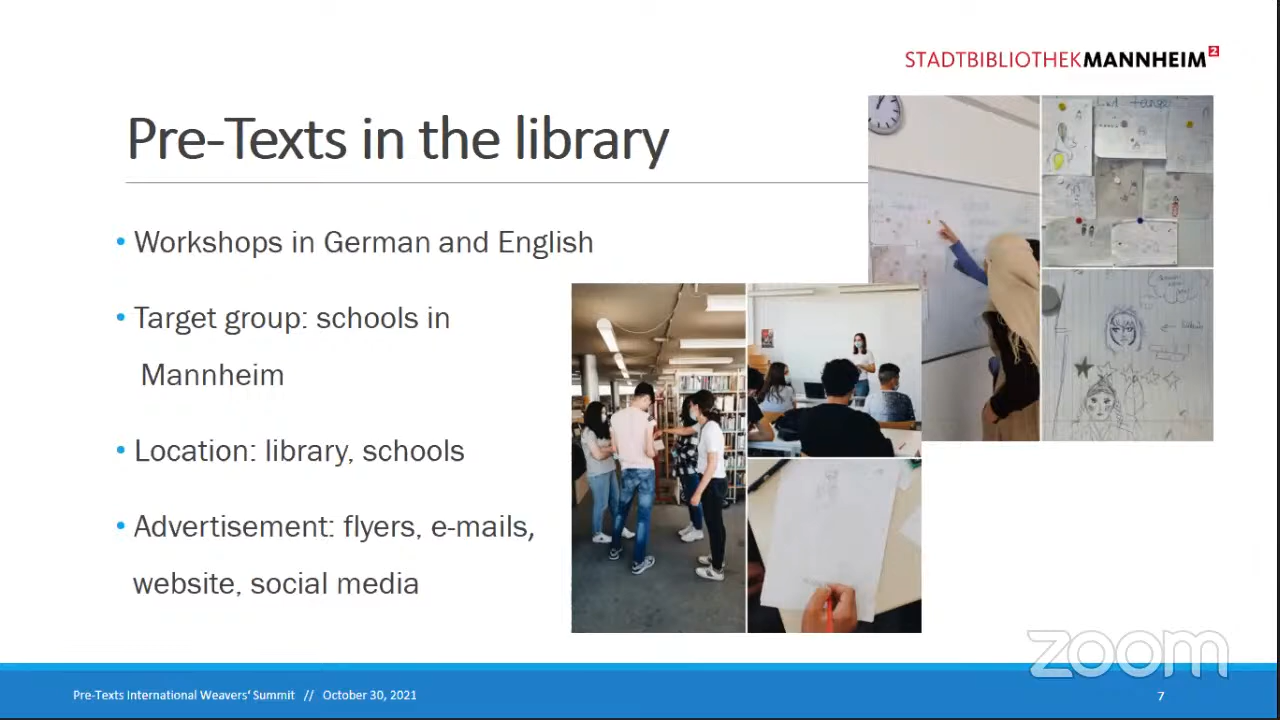 STADTBIBLIOTHEKMANNHEIM²
Pre-Texts in the library
• Workshops in German and English
• Target group: schools in
Mannheim
• Location: library, schools
• Advertisement: flyers, e-mails,
website, social media
zoom
Pre-Texts International Weavers' Summit // October 30, 2021
7